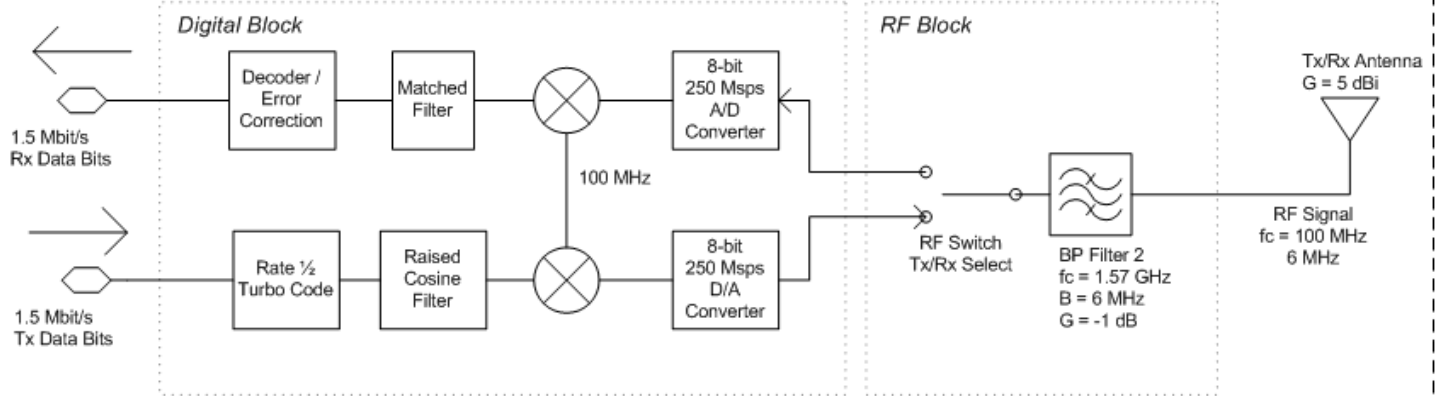 Digital Block
RF Block
Decoder /
Error
Correction
Matched
Filter
8-bit
250 Msps
A/D
Converter
Tx/Rx Antenna
G = 5 dBi
1.5 Mbit/s
Rx Data Bits
100 MHz
RF Switch
Tx/Rx Select
BP Filter 2
fc = 1.57 GHz
B = 6 MHz
G = -1 dB
RF Signal
fc = 100 MHz
6 MHz
Rate ½
Turbo Code
Raised
Cosine
Filter
8-bit
250 Msps
D/A
Converter
1.5 Mbit/s
Tx Data Bits